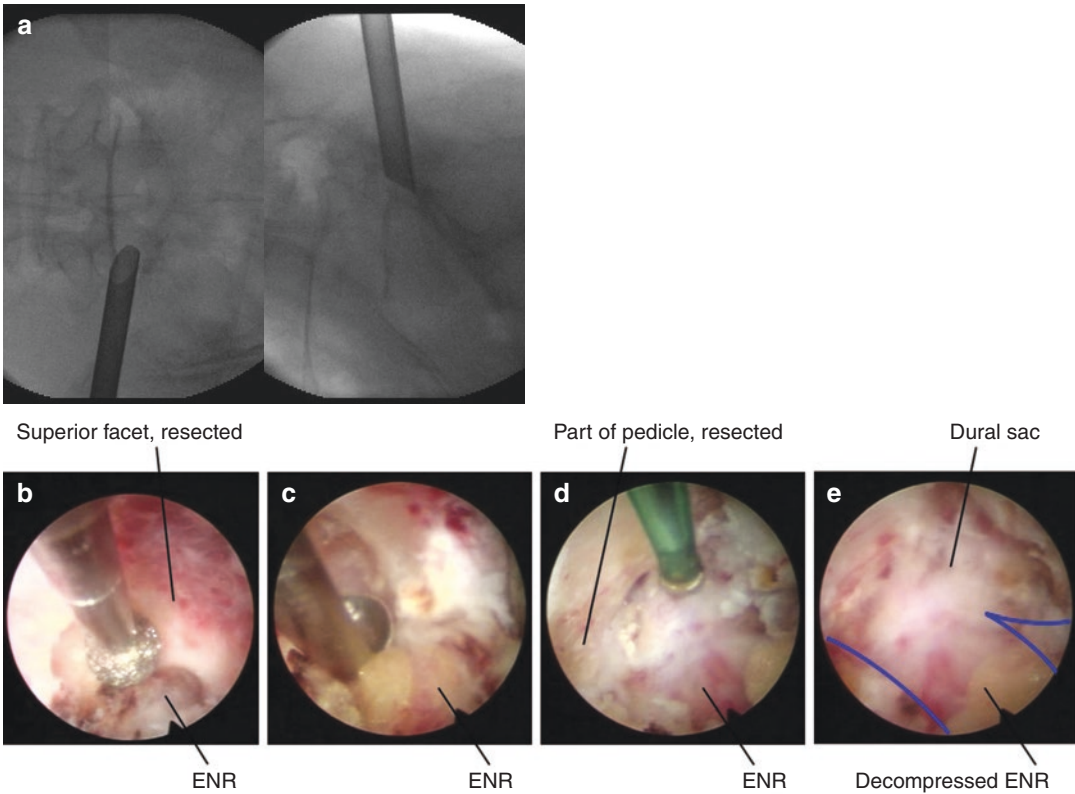 a
Superior facet, resected
Part of pedicle, resected
Dural sac
b
c
d
e
ENR
ENR
ENR
Decompressed ENR